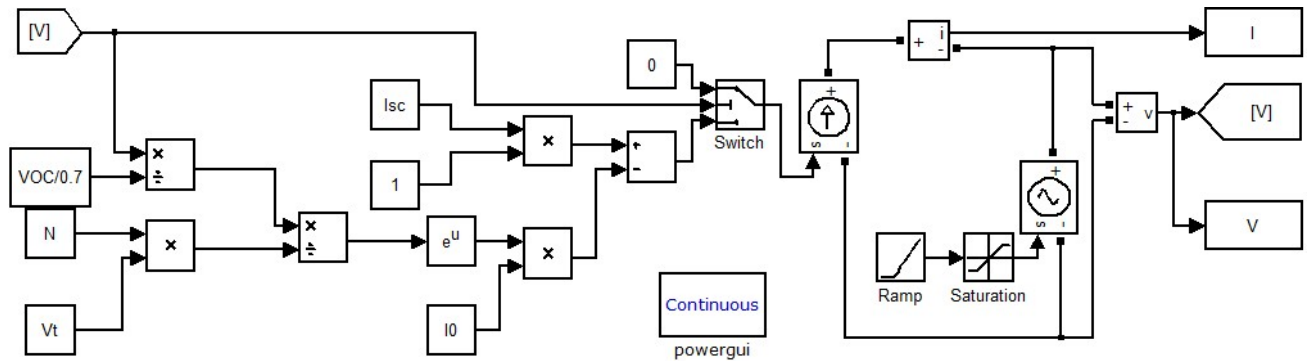 [V]
I
0
Isc
+
i
-
+
+
-
v
[V]
×
+
-
Switch
s
-
VOC/0.7
×
÷
1
+
s
-
N
×
×
÷
e^u
×
V
Ramp
Saturation
Vt
I0
Continuous
powergui